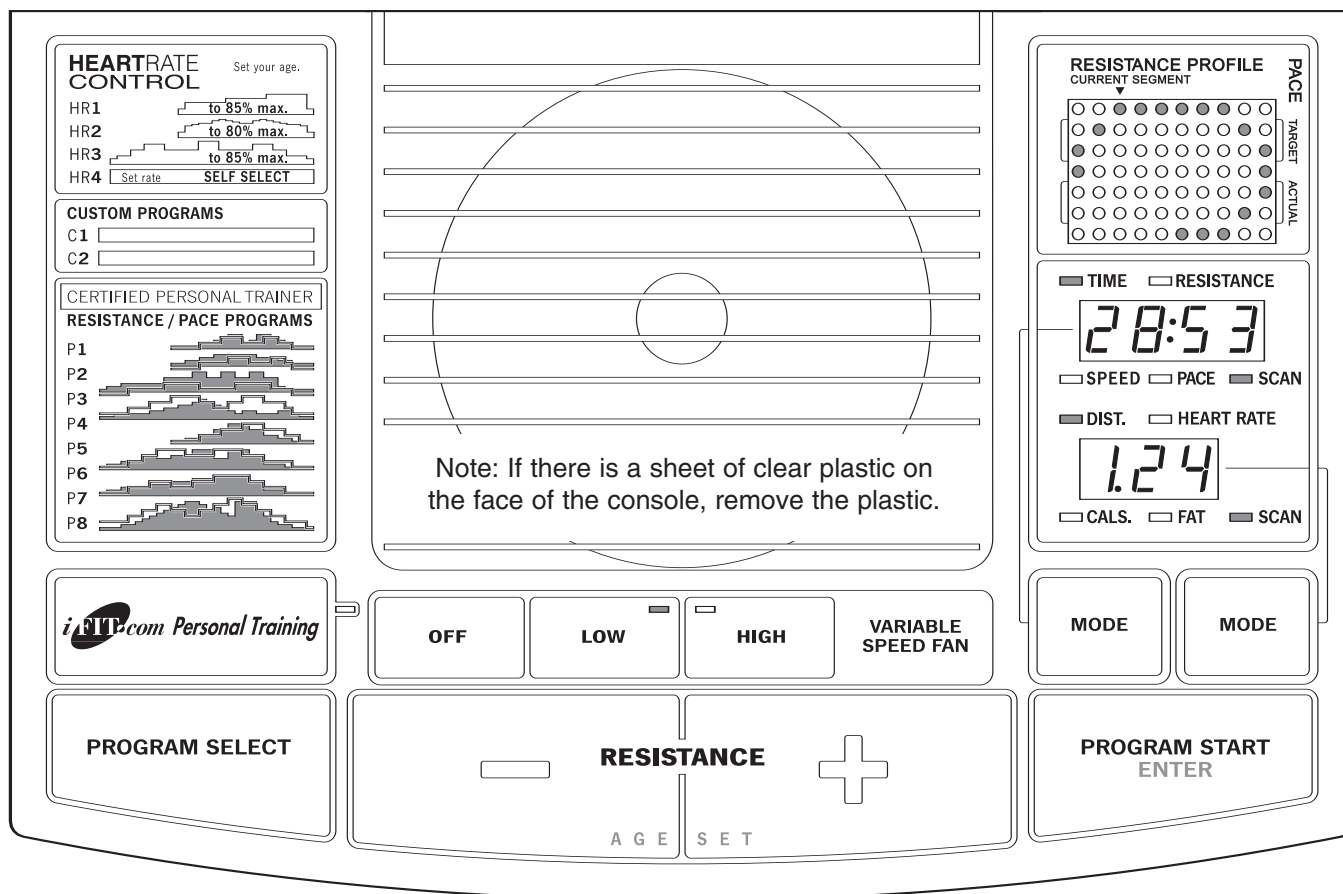 HEARTRATE
CONTROL
Set your age.
HR1 to 85% max.
HR2 to 80% max.
HR3 to 85% max.
HR4 Set rate SELF SELECT
CUSTOM PROGRAMS
C1
C2
CERTIFIED PERSONAL TRAINER
RESISTANCE / PACE PROGRAMS
P1
P2
P3
P4
P5
P6
P7
P8
Note: If there is a sheet of clear plastic on
the face of the console, remove the plastic.
RESISTANCE PROFILE
CURRENT SEGMENT
PACE
TARGET
ACTUAL
TIME RESISTANCE
28:53
SPEED PACE SCAN
DIST. HEART RATE
1.24
CALS. FAT SCAN
iFIT.com Personal Training
OFF
LOW
HIGH
VARIABLE
SPEED FAN
MODE
MODE
PROGRAM SELECT
RESISTANCE
AGE SET
PROGRAM START
ENTER